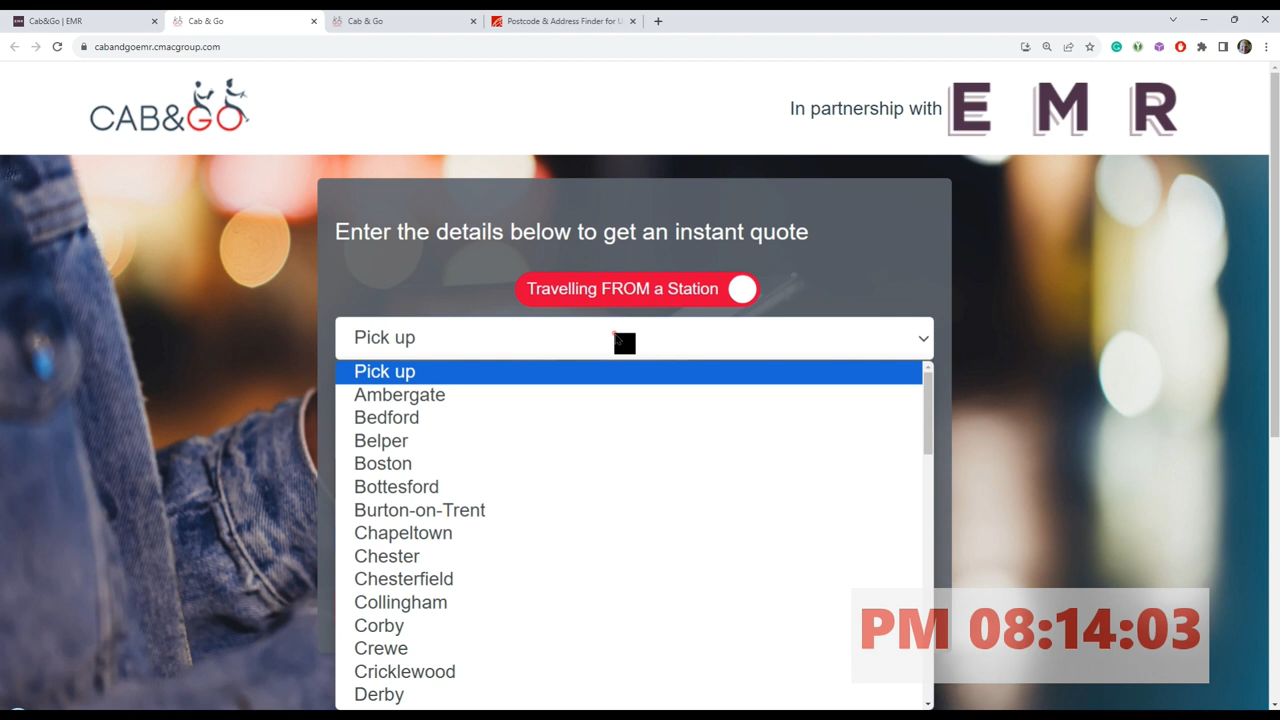 Cab&Go | EMR
Cab & Go
Cab & Go
Postcode & Address Finder for U
cabandgoemr.cmacgroup.com
CAB&GO
In partnership with E M R
Enter the details below to get an instant quote
Travelling FROM a Station
Pick up
Pick up
Ambergate
Bedford
Belper
Boston
Bottesford
Burton-on-Trent
Chapeltown
Chester
Chesterfield
Collingham
Corby
Crewe
Cricklewood
Derby
PM 08:14:03